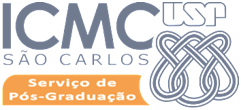 ICMC USP
SÃO CARLOS
Serviço de
Pós-Graduação